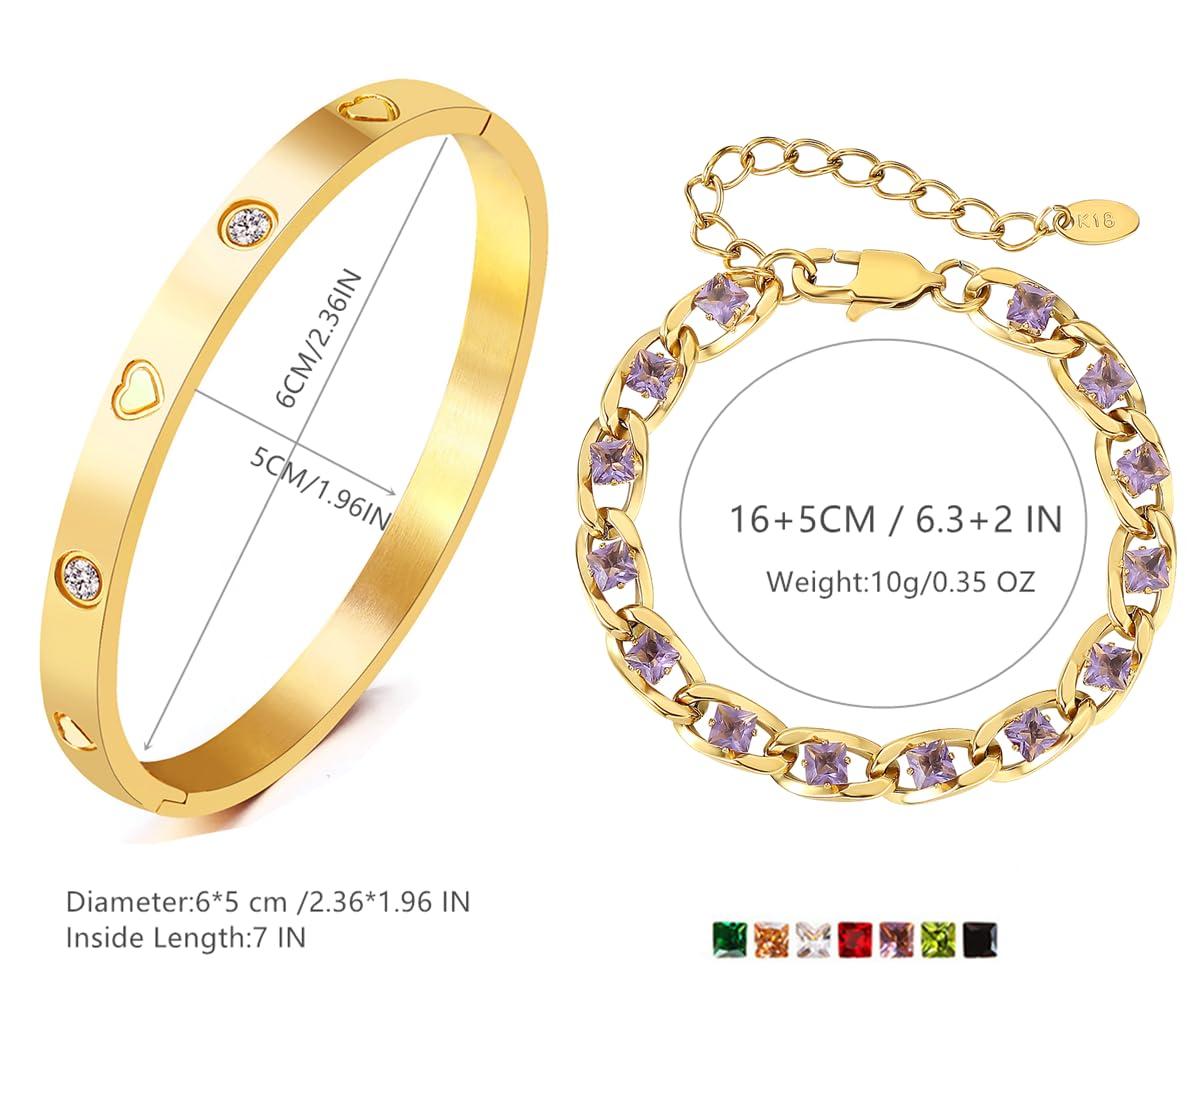 6CM/2.36IN
5CM/1.96IN
K18
16+5CM / 6.3+2 IN
Weight:10g/0.35 OZ
Diameter:6*5 cm /2.36*1.96 IN
Inside Length:7 IN